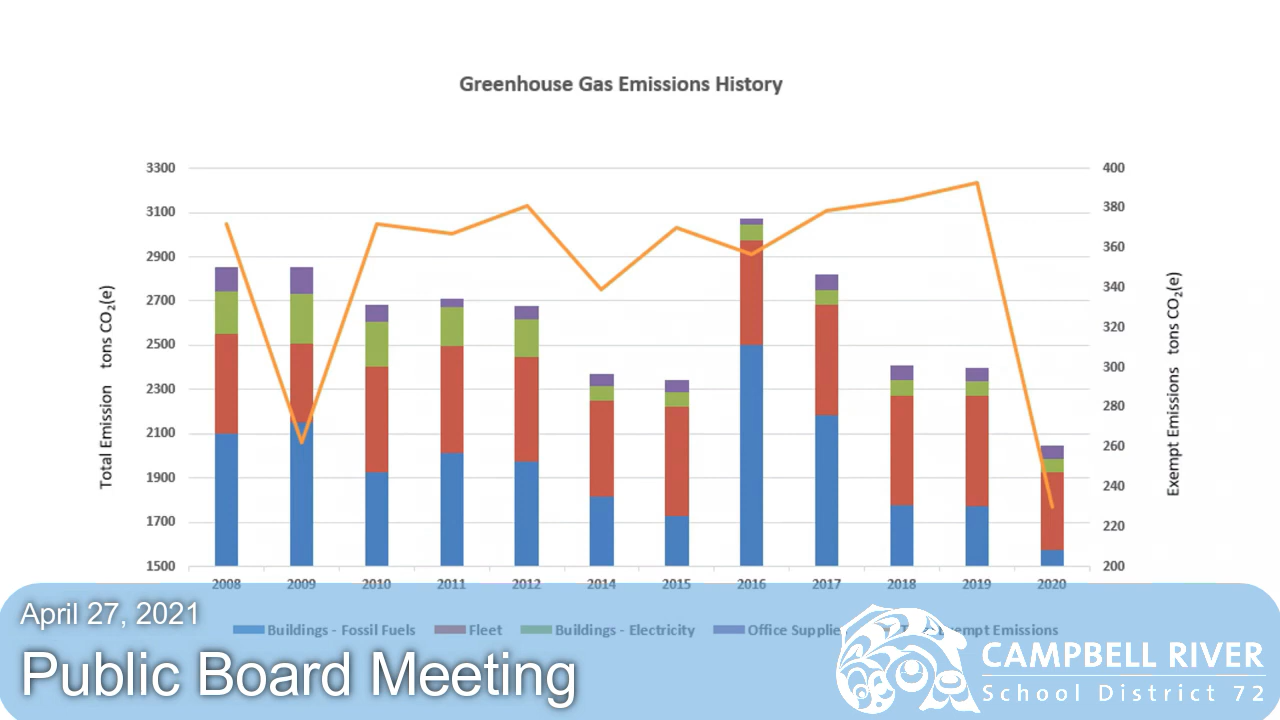 Greenhouse Gas Emissions History
3300
3100
2900
2700
2500
2300
2100
1900
1700
1500
Total Emission tons CO₂(e)
400
380
360
340
320
300
280
260
240
220
200
Exempt Emissions tons CO₂(e)
2008 2009 2010 2011 2012 2014 2015 2016 2017 2018 2019 2020
Buildings - Fossil Fuels Fleet Buildings - Electricity Office Emissions
April 27, 2021
Public Board Meeting
CAMPBELL RIVER
School District 72